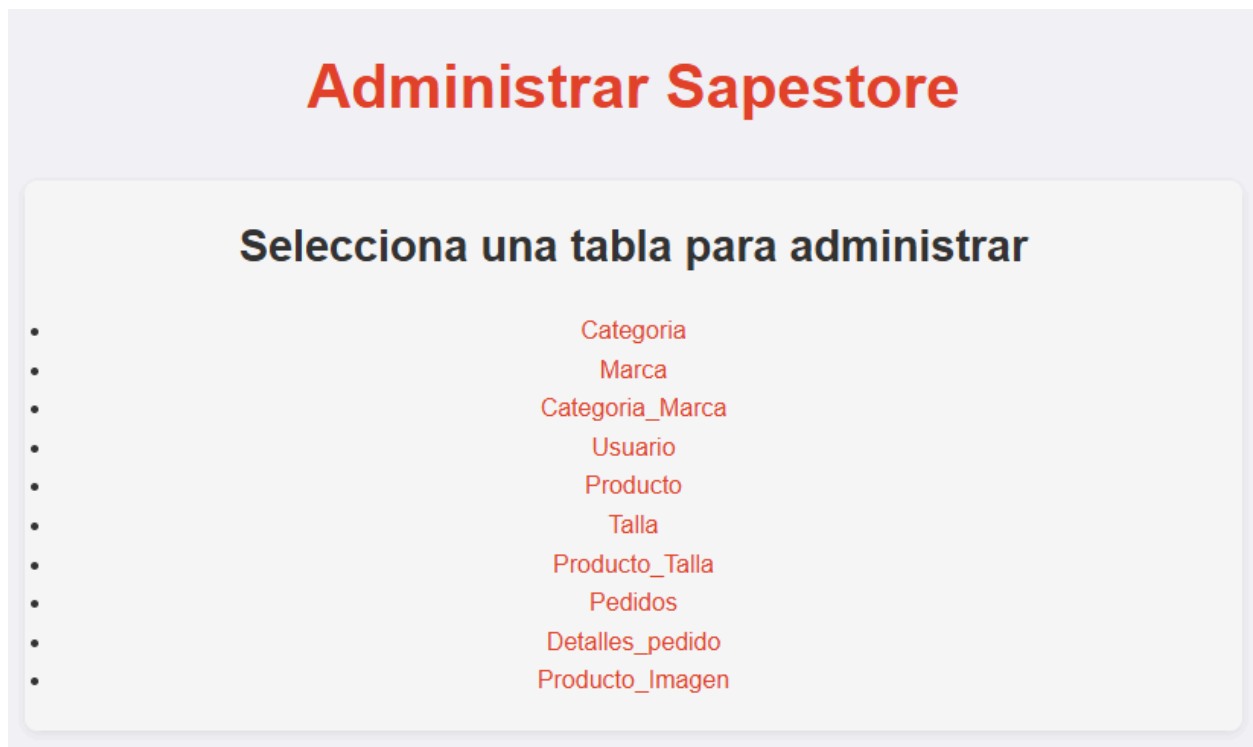 Administrar Sapestore
Selecciona una tabla para administrar
Categoria
Marca
Categoria_Marca
Usuario
Producto
Talla
Producto_Talla
Pedidos
Detalles_pedido
Producto_Imagen